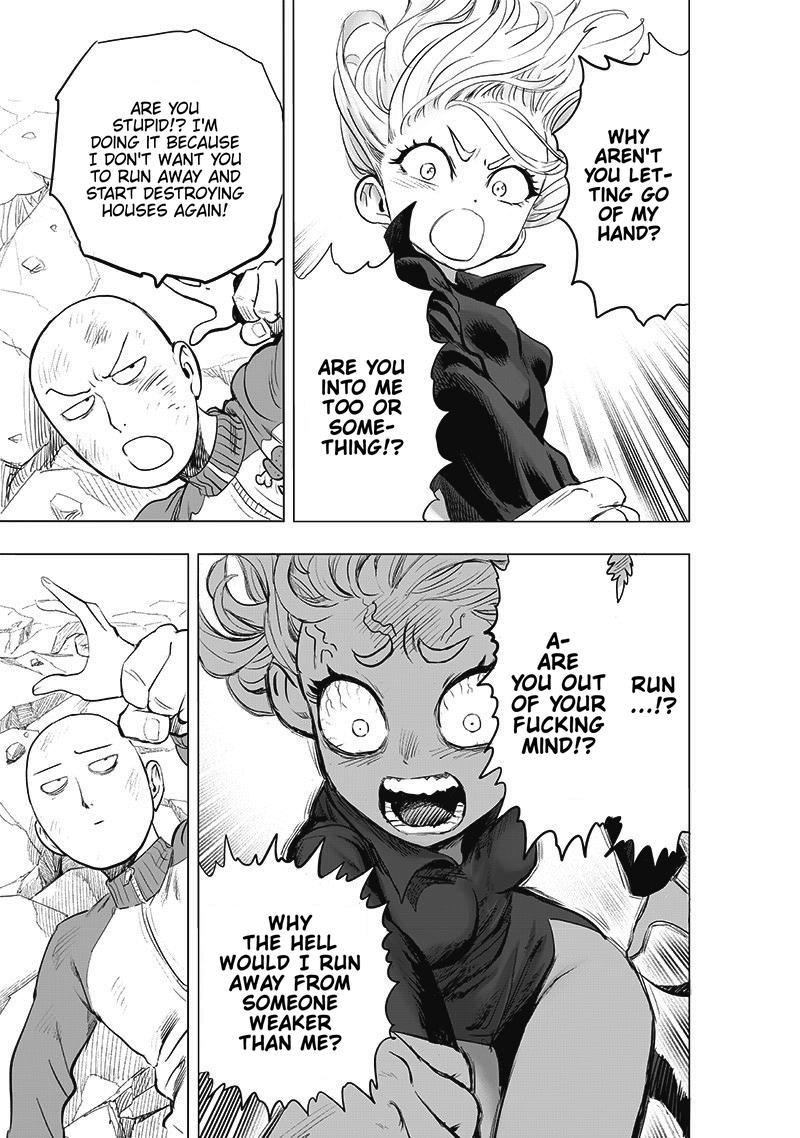 WHY
AREN'T
YOU LET-
TING GO
OF MY
HAND?
ARE YOU
INTO ME
TOO OR
SOME-
THING!?
ARE YOU
STUPID!? I'M
DOING IT BECAUSE
I DON'T WANT YOU
TO RUN AWAY AND
START DESTROYING
HOUSES AGAIN!
RUN
...!?
A-
ARE
YOU OUT
OF YOUR
FUCKING
MIND!?
WHY
THE HELL
WOULD I RUN
AWAY FROM
SOMEONE
WEAKER
THAN ME?